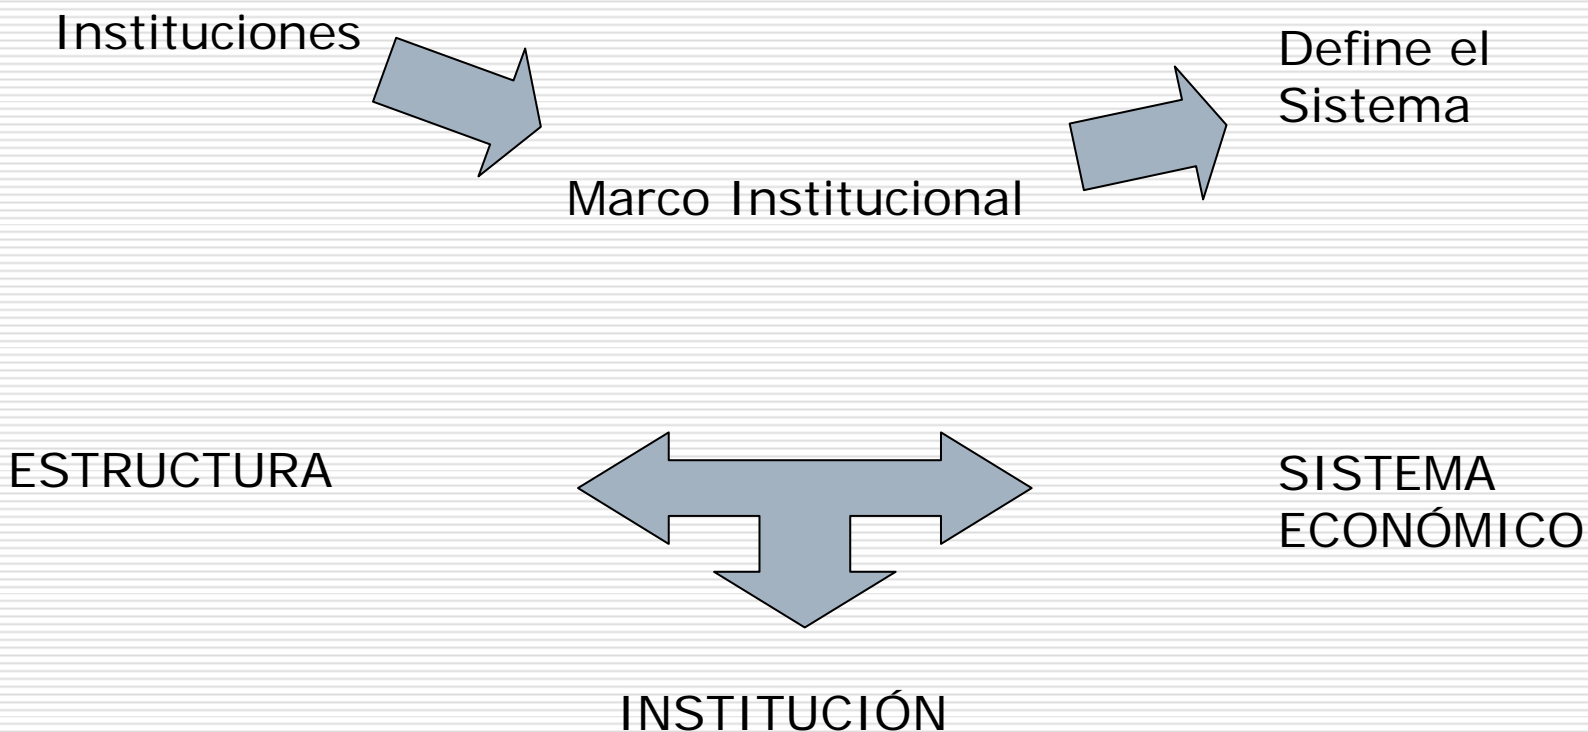 Instituciones
Define el
Sistema
Marco Institucional
ESTRUCTURA
SISTEMA
ECONÓMICO
INSTITUCIÓN